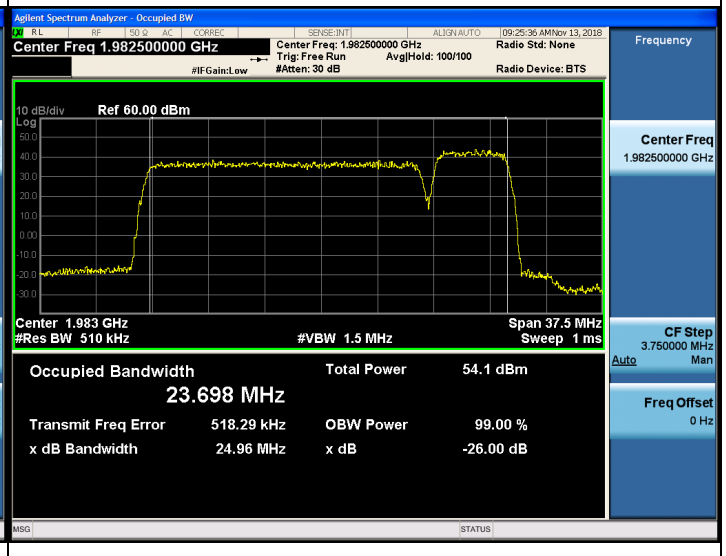 Agilent Spectrum Analyzer - Occupied BW
LXI RL RF 50 Ω AC CORREC SENSE:INT ALIGN AUTO 09:25:36 AM Nov 13, 2018
Center Freq 1.982500000 GHz
Center Freq: 1.982500000 GHz
Radio Std: None
Trig: Free Run Avg|Hold: 100/100
#IFGain:Low #Atten: 30 dB Radio Device: BTS
10 dB/div Ref 60.00 dBm
Log
50.0
40.0
30.0
20.0
10.0
0.00
-10.0
-20.0
-30.0
Center 1.983 GHz Span 37.5 MHz
#Res BW 510 kHz #VBW 1.5 MHz Sweep 1 ms
Occupied Bandwidth Total Power 54.1 dBm
23.698 MHz
Transmit Freq Error 518.29 kHz OBW Power 99.00 %
x dB Bandwidth 24.96 MHz x dB -26.00 dB
MSG STATUS
Frequency
Center Freq
1.982500000 GHz
CF Step
3.750000 MHz
Auto Man
Freq Offset
0 Hz